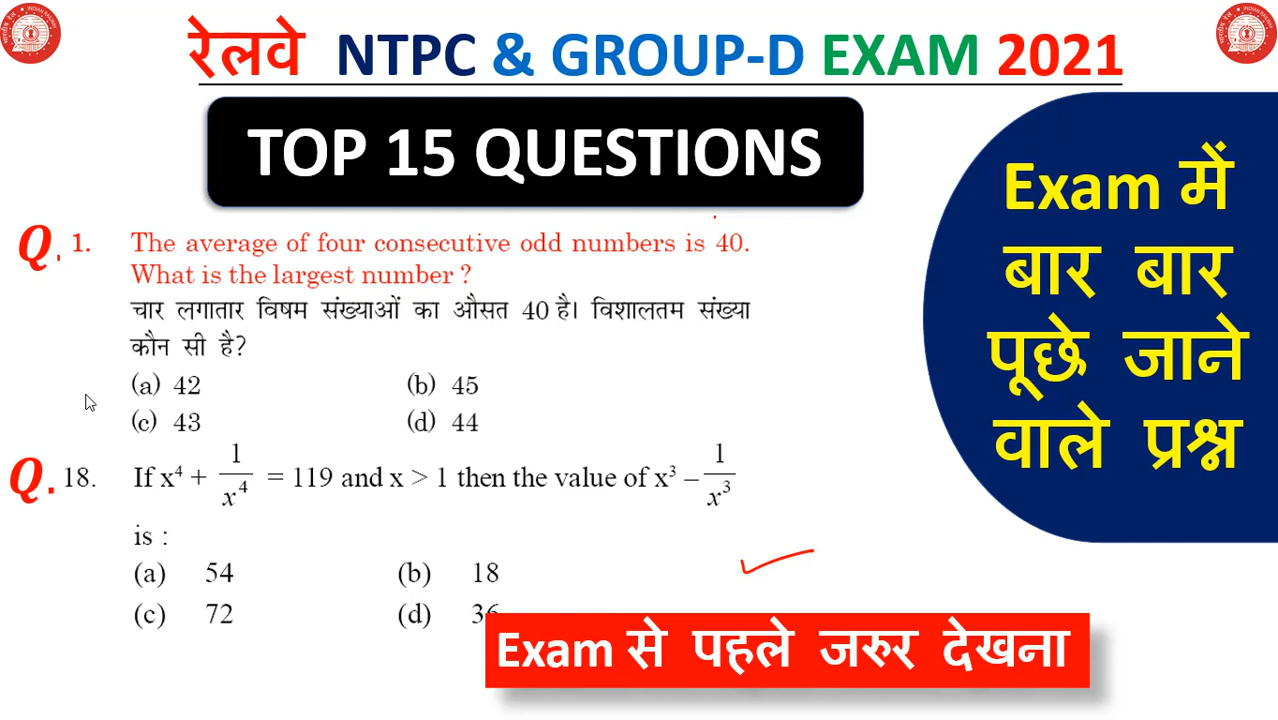 रेलवे NTPC & GROUP-D EXAM 2021
TOP 15 QUESTIONS
Exam में
बार बार
पूछे जाने
वाले प्रश्न
Q. 1. The average of four consecutive odd numbers is 40.
What is the largest number ?
चार लगातार विषम संख्याओं का औसत 40 है। विशालतम संख्या
कौन सी है?
(a) 42 (b) 45
(c) 43 (d) 44
Q. 18. If x⁴ + 1/x⁴ = 119 and x > 1 then the value of x³ – 1/x³
is :
(a) 54 (b) 18
(c) 72 (d) 36
Exam से पहले जरुर देखना